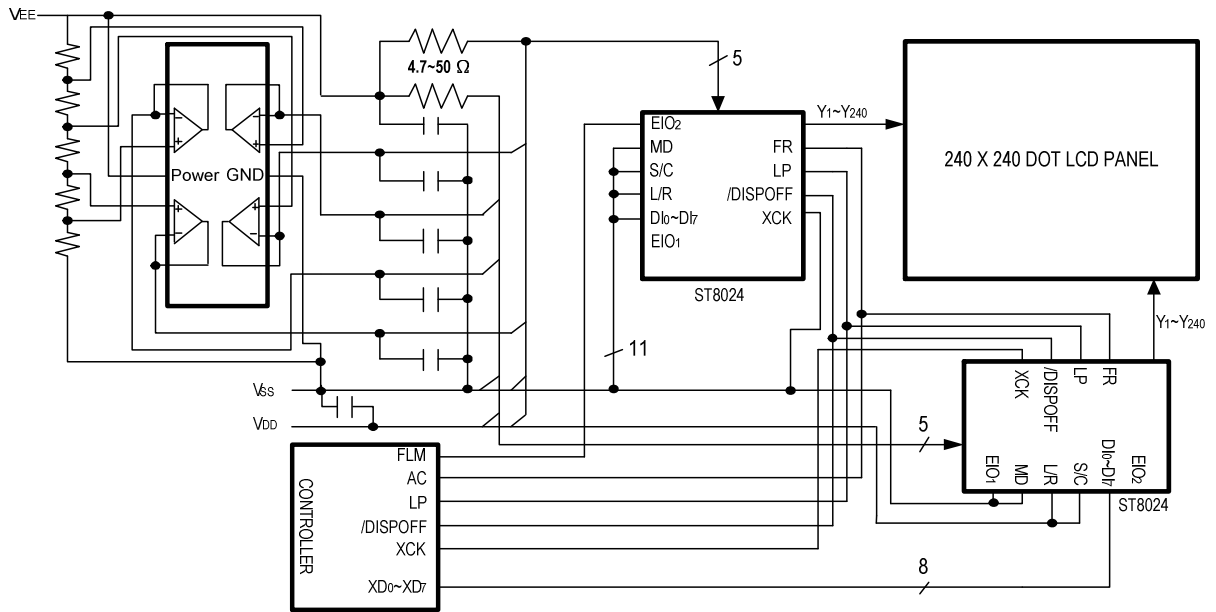 VEE
4.7~50 Ω
5
Power GND
EIO2
MD
S/C
L/R
DI0~DI7
EIO1
FR
LP
/DISPOFF
XCK
ST8024
Y1~Y240
240 X 240 DOT LCD PANEL
Y1~Y240
11
VSS
VDD
5
XCK
/DISPOFF
LP
FR
EIO1
MD
L/R
S/C
DI0~DI7
EIO2
ST8024
CONTROLLER
FLM
AC
LP
/DISPOFF
XCK
XD0~XD7
8